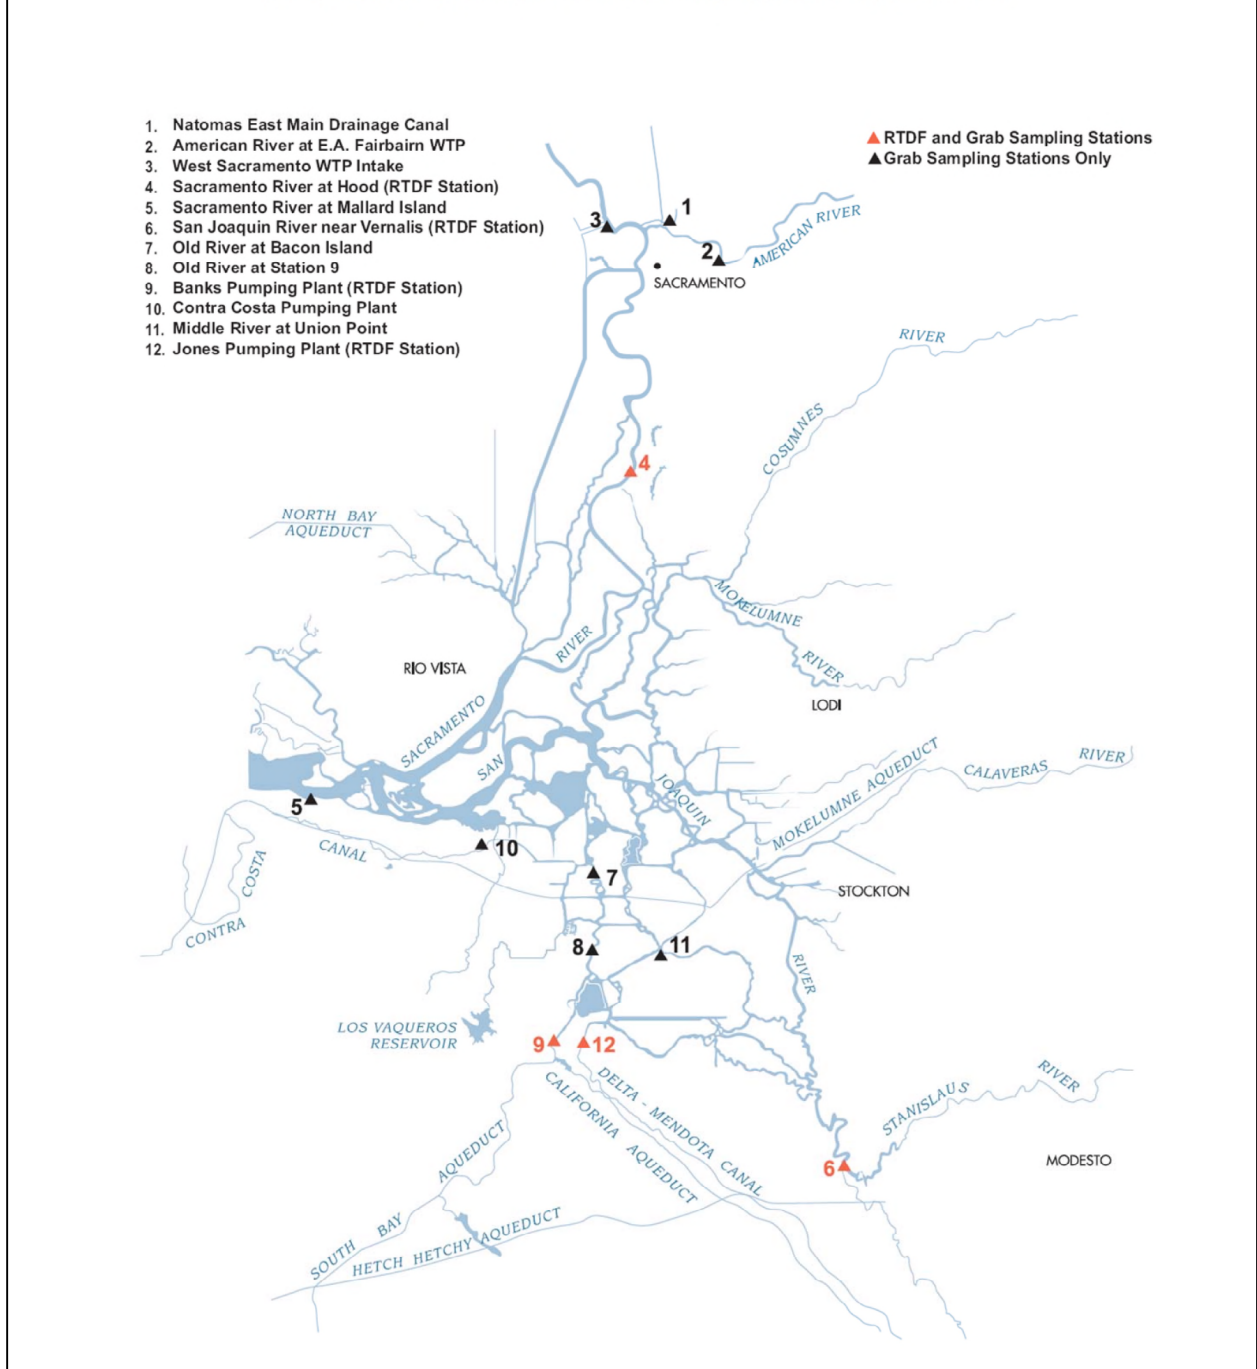 1. Natomas East Main Drainage Canal
2. American River at E.A. Fairbairn WTP
3. West Sacramento WTP Intake
4. Sacramento River at Hood (RTDF Station)
5. Sacramento River at Mallard Island
6. San Joaquin River near Vernalis (RTDF Station)
7. Old River at Bacon Island
8. Old River at Station 9
9. Banks Pumping Plant (RTDF Station)
10. Contra Costa Pumping Plant
11. Middle River at Union Point
12. Jones Pumping Plant (RTDF Station)
RTDF and Grab Sampling Stations
Grab Sampling Stations Only
1
3
2
AMERICAN RIVER
SACRAMENTO
RIVER
COSUMNES
4
NORTH BAY
AQUEDUCT
MOKELUMNE
RIVER
RIVER
RIO VISTA
LODI
SACRAMENTO
SAN
JOAQUIN
MOKELUMNE AQUEDUCT
CALAVERAS
RIVER
5
CANAL
10
COSTA
7
STOCKTON
CONTRA
8
11
RIVER
LOS VAQUEROS
RESERVOIR
9
12
DELTA - MENDOTA CANAL
CALIFORNIA AQUEDUCT
STANISLAUS
RIVER
AQUEDUCT
6
MODESTO
SOUTH BAY
HETCH HETCHY AQUEDUCT